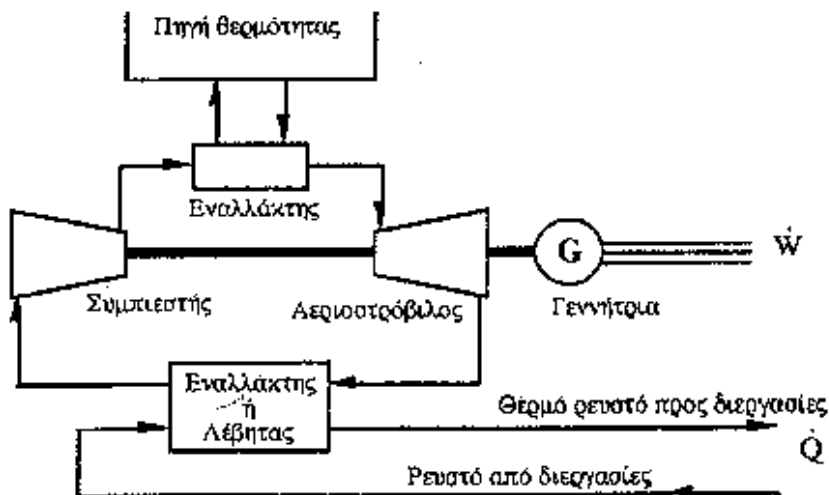 Πηγή θερμότητας
Εναλλάκτης
G
Ẇ
Συμπιεστής
Αεριοστρόβιλος
Γεννήτρια
Εναλλάκτης
ή
Λέβητας
Θερμό ρευστό προς διεργασίες
Q̇
Ρευστό από διεργασίες